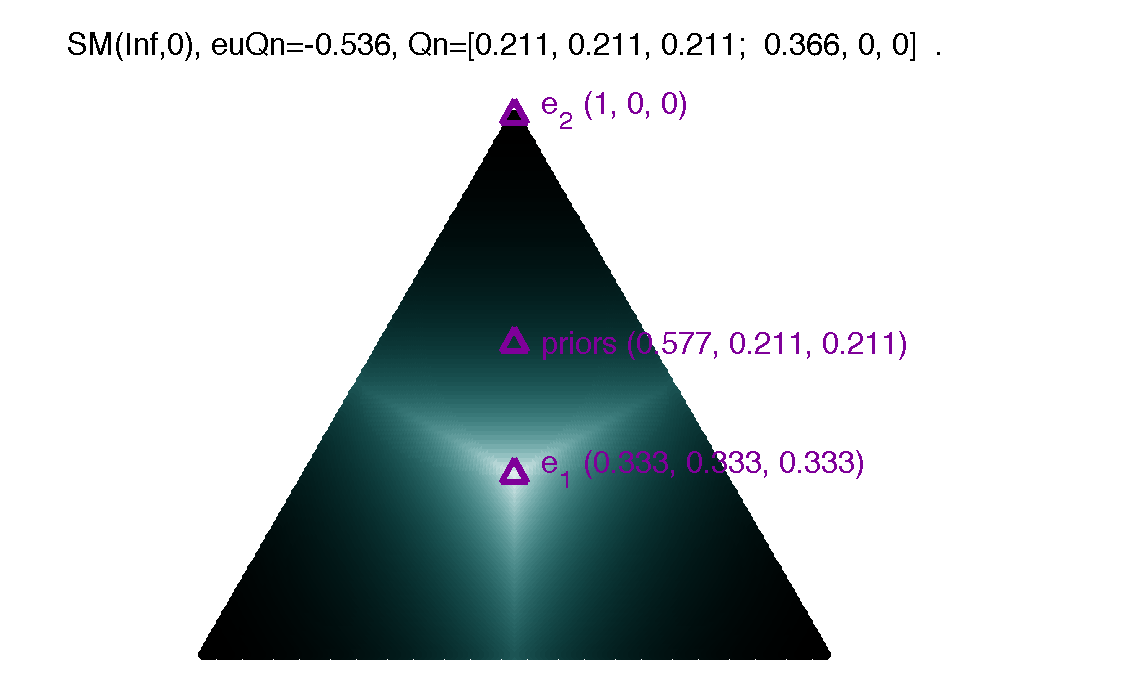 SM(Inf,0), euQn=-0.536, Qn=[0.211, 0.211, 0.211;  0.366, 0, 0]  .
e2 (1, 0, 0)
priors (0.577, 0.211, 0.211)
e1 (0.333, 0.333, 0.333)